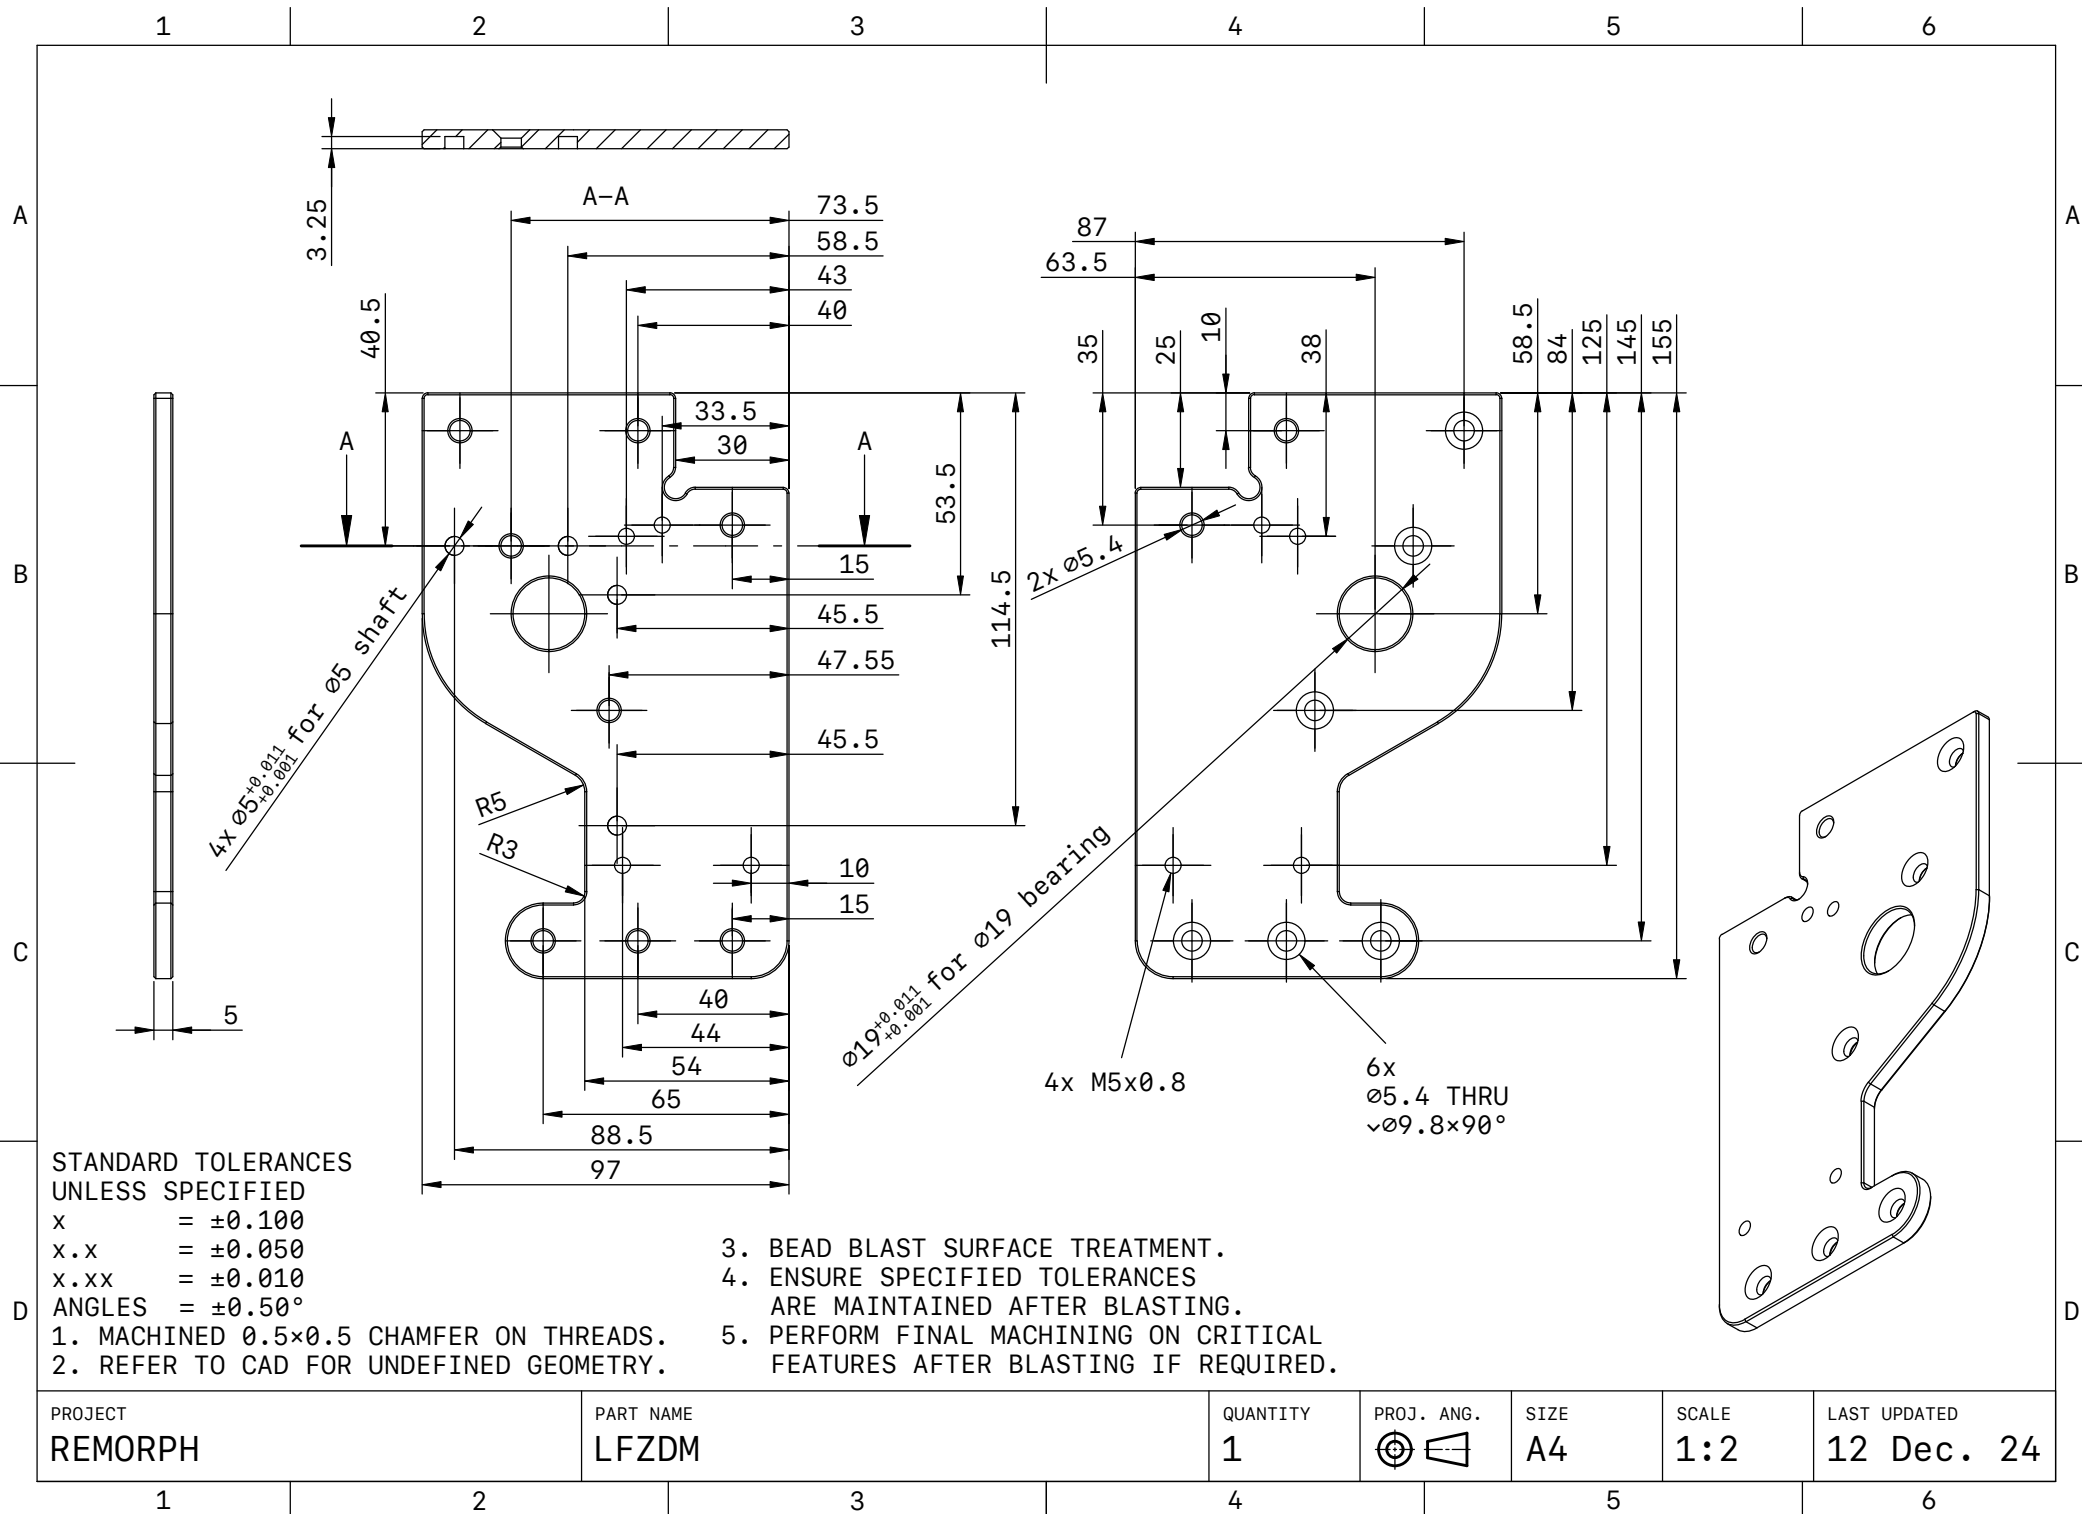 1 2 3 4 5 6
A A
B B
C C
D D
3.25
A—A
73.5
58.5
43
40
40.5
33.5
30
A A
53.5
15
114.5
45.5
47.55
45.5
4x ⌀5 +0.011 +0.001 for ⌀5 shaft
R5
R3
10
15
40
44
54
65
88.5
97
5
87
63.5
35
25
10
38
58.5
84
125
145
155
2x ⌀5.4
⌀19 +0.011 +0.001 for ⌀19 bearing
4x M5x0.8
6x
⌀5.4 THRU
⌵⌀9.8×90°
STANDARD TOLERANCES
UNLESS SPECIFIED
x = ±0.100
x.x = ±0.050
x.xx = ±0.010
ANGLES = ±0.50°
1. MACHINED 0.5×0.5 CHAMFER ON THREADS.
2. REFER TO CAD FOR UNDEFINED GEOMETRY.
3. BEAD BLAST SURFACE TREATMENT.
4. ENSURE SPECIFIED TOLERANCES
ARE MAINTAINED AFTER BLASTING.
5. PERFORM FINAL MACHINING ON CRITICAL
FEATURES AFTER BLASTING IF REQUIRED.
PROJECT
REMORPH
PART NAME
LFZDM
QUANTITY
1
PROJ. ANG.
SIZE
A4
SCALE
1:2
LAST UPDATED
12 Dec. 24
1 2 3 4 5 6